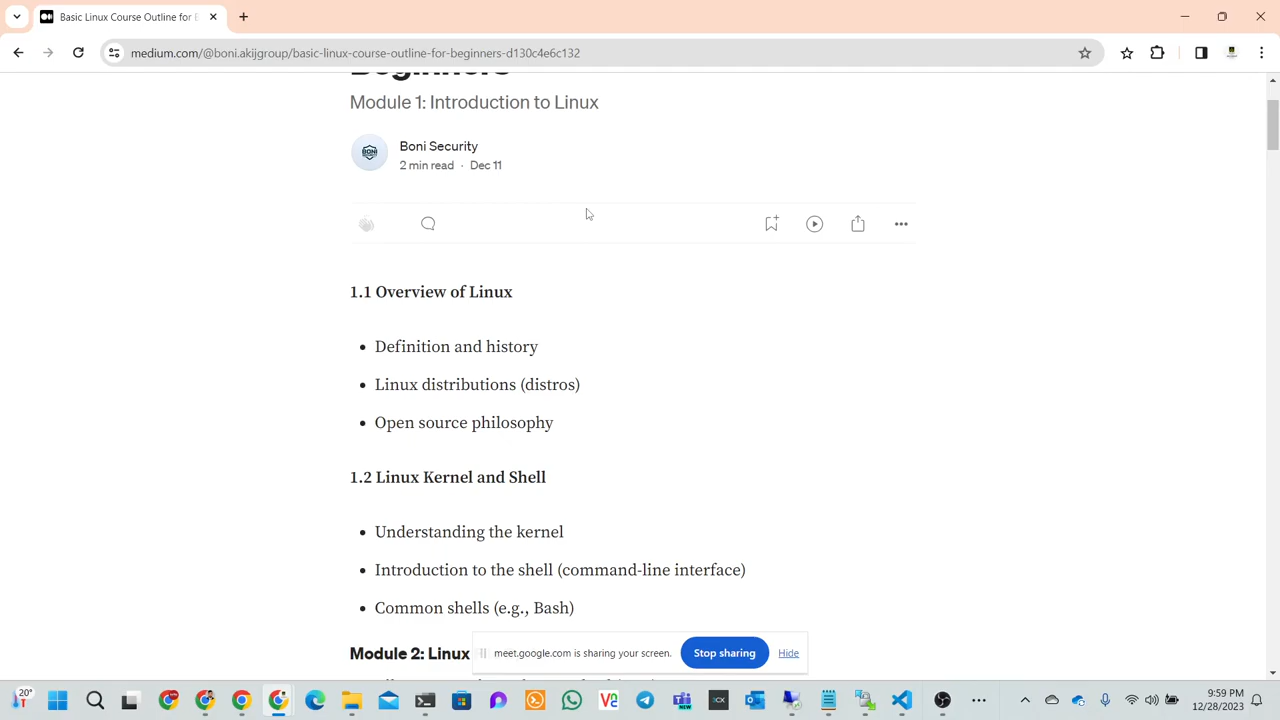 Basic Linux Course Outline for B
medium.com/@boni.akijgroup/basic-linux-course-outline-for-beginners-d130c4e6c132
Beginners
Module 1: Introduction to Linux
BONI
Boni Security
2 min read · Dec 11
1.1 Overview of Linux
• Definition and history
• Linux distributions (distros)
• Open source philosophy
1.2 Linux Kernel and Shell
• Understanding the kernel
• Introduction to the shell (command-line interface)
• Common shells (e.g., Bash)
Module 2: Linux
meet.google.com is sharing your screen.
Stop sharing
Hide
20°
NEW
9:59 PM
12/28/2023